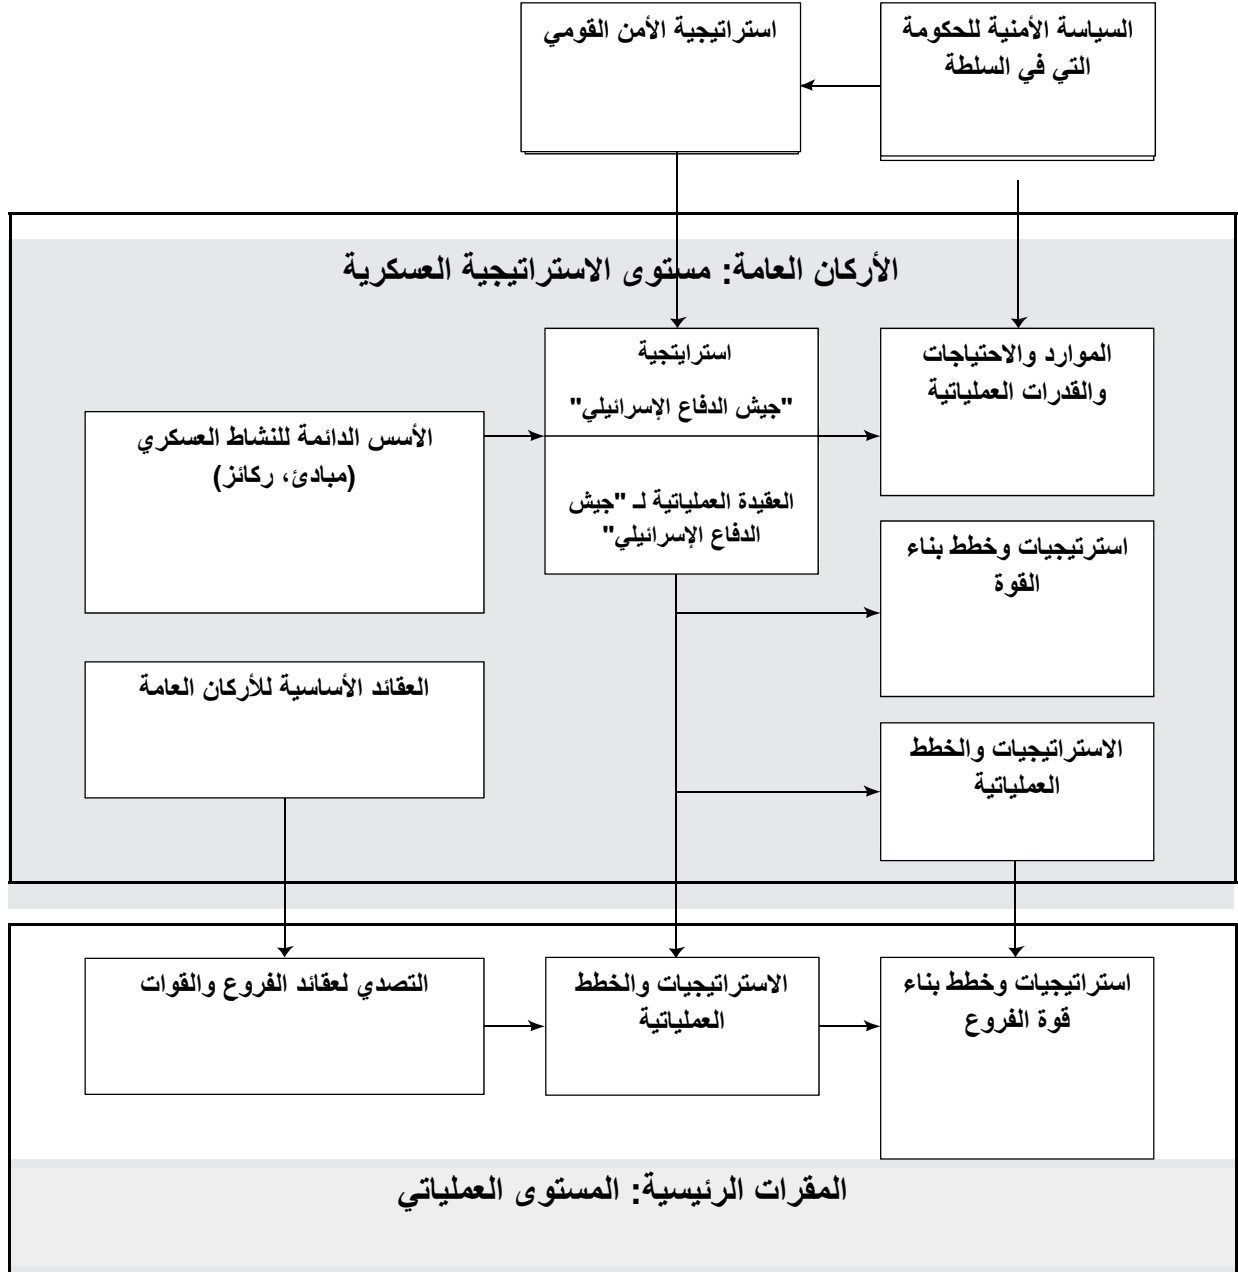 السياسة الأمنية للحكومة
التي في السلطة
استراتيجية الأمن القومي
الأركان العامة: مستوى الاستراتيجية العسكرية
الموارد والاحتياجات
والقدرات العملياتية
استرايتجية
"جيش الدفاع الإسرائيلي"
العقيدة العملياتية لـ "جيش
الدفاع الإسرائيلي"
الأسس الدائمة للنشاط العسكري
(مبادئ، ركائز)
استرتيجيات وخطط بناء
القوة
العقائد الأساسية للأركان العامة
الاستراتيجيات والخطط
العملياتية
استراتيجيات وخطط بناء
قوة الفروع
الاستراتيجيات والخطط
العملياتية
التصدي لعقائد الفروع والقوات
المقرات الرئيسية: المستوى العملياتي